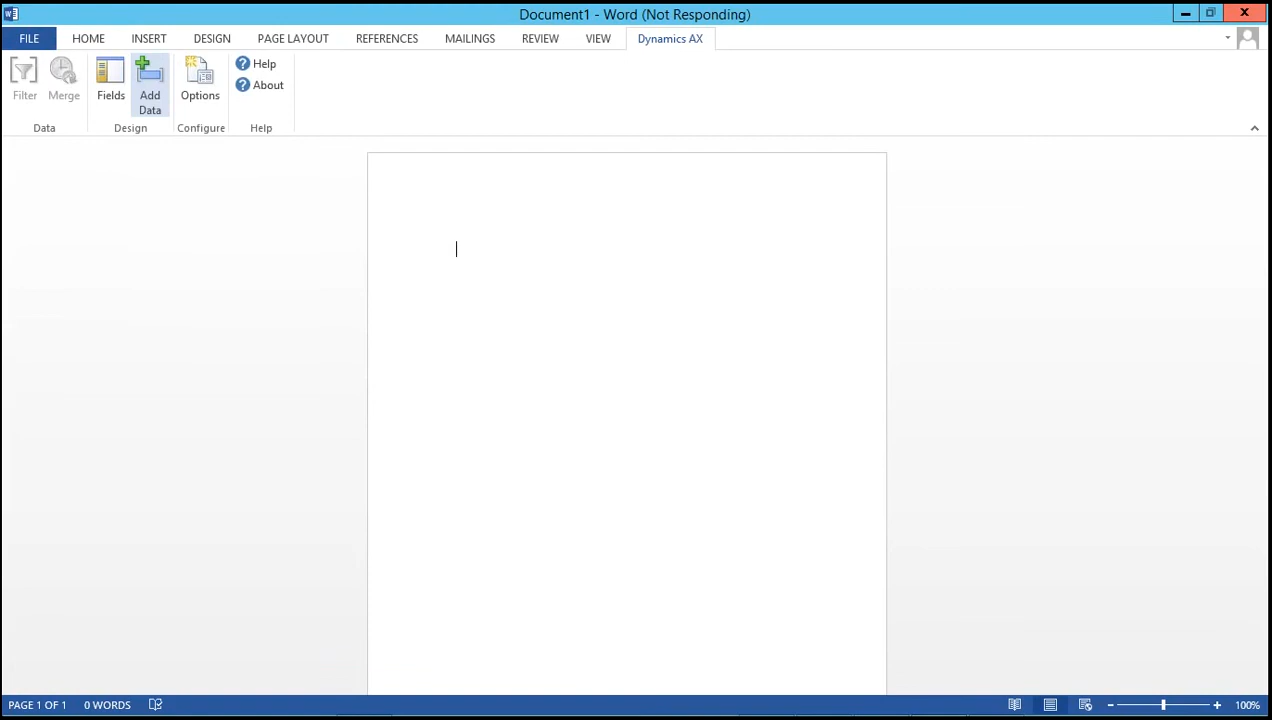 Document1 - Word (Not Responding)
FILE HOME INSERT DESIGN PAGE LAYOUT REFERENCES MAILINGS REVIEW VIEW Dynamics AX
Filter Merge Fields Add Data Options Help
About
Data Design Configure Help
PAGE 1 OF 1 0 WORDS 100%